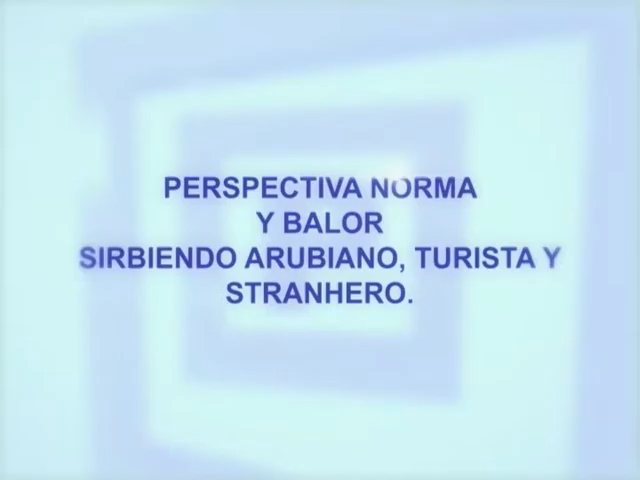 PERSPECTIVA NORMA
Y BALOR
SIRBIENDO ARUBIANO, TURISTA Y
STRANHERO.